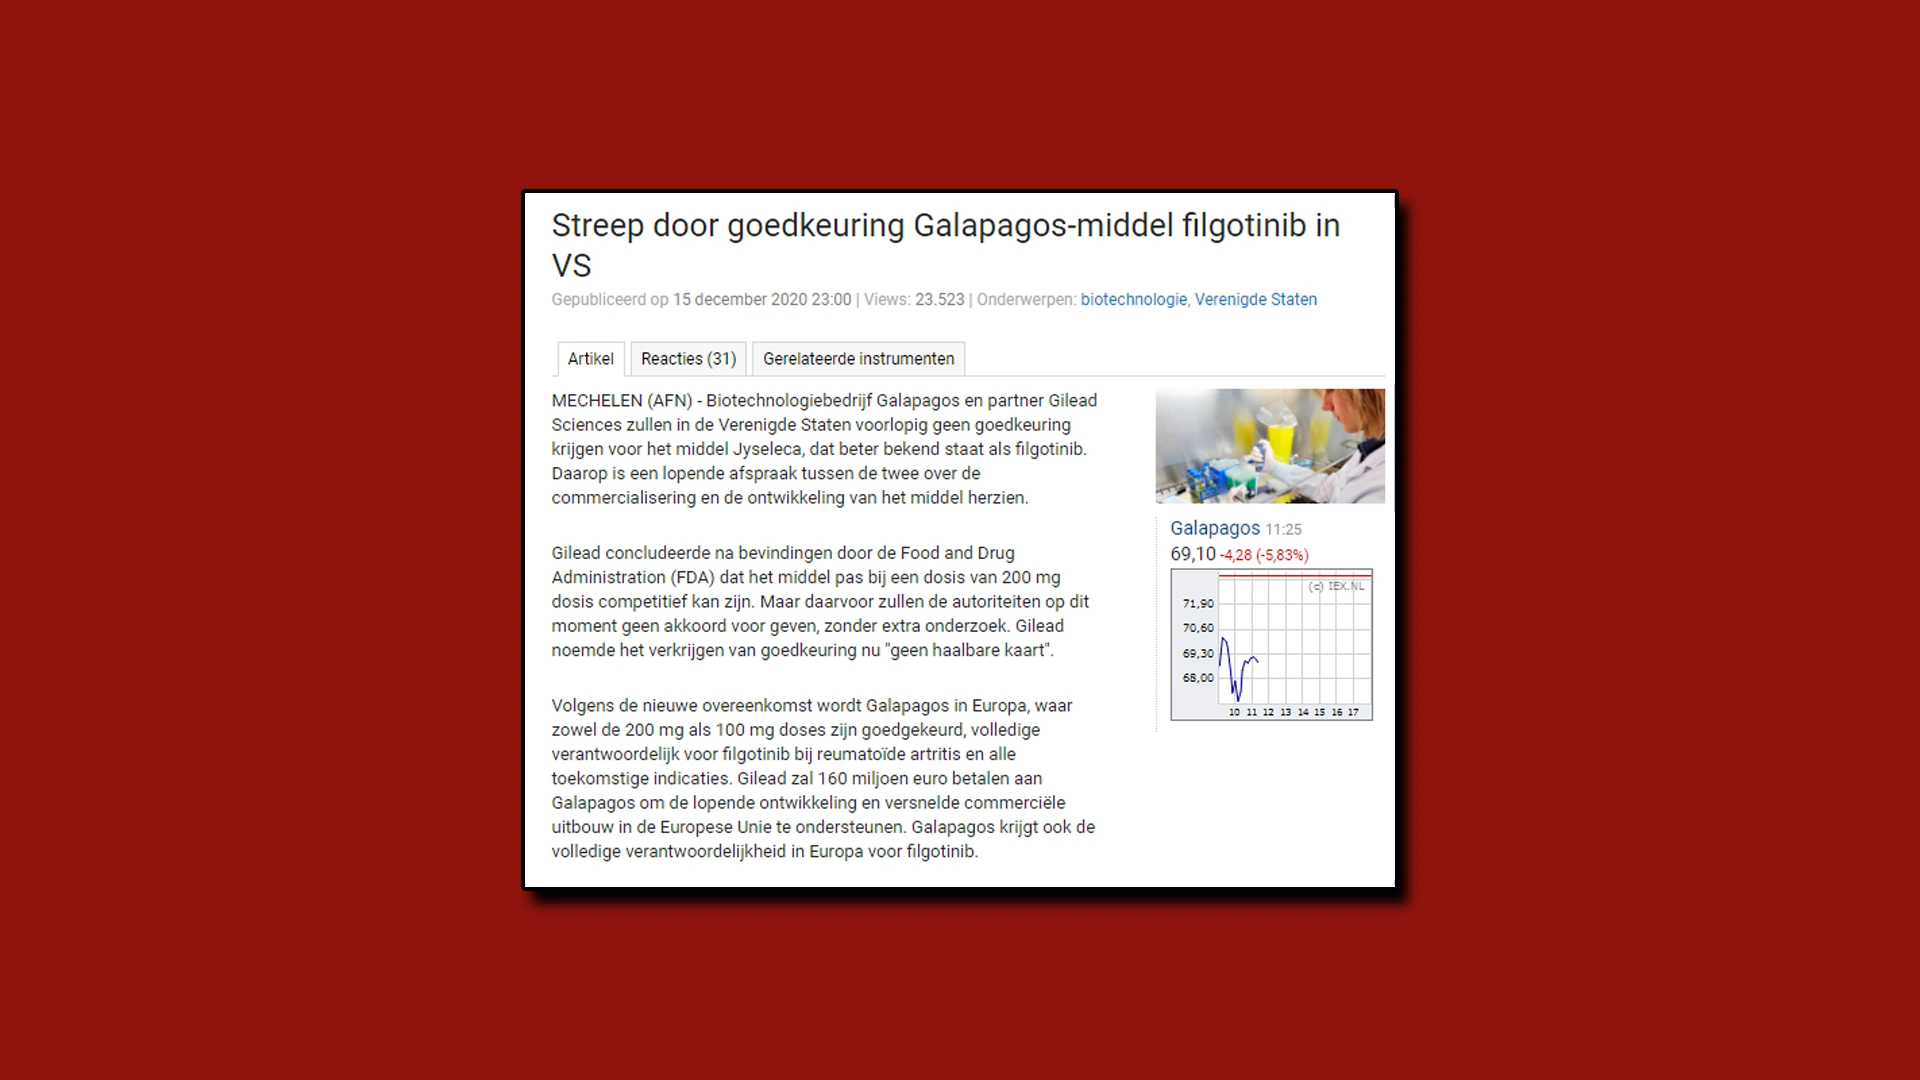 Streep door goedkeuring Galapagos-middel filgotinib in
VS
Gepubliceerd op 15 december 2020 23:00 | Views: 23.523 | Onderwerpen: biotechnologie, Verenigde Staten
Artikel
Reacties (31)
Gerelateerde instrumenten
MECHELEN (AFN) - Biotechnologiebedrijf Galapagos en partner Gilead
Sciences zullen in de Verenigde Staten voorlopig geen goedkeuring
krijgen voor het middel Jyseleca, dat beter bekend staat als filgotinib.
Daarop is een lopende afspraak tussen de twee over de
commercialisering en de ontwikkeling van het middel herzien.
Gilead concludeerde na bevindingen door de Food and Drug
Administration (FDA) dat het middel pas bij een dosis van 200 mg
dosis competitief kan zijn. Maar daarvoor zullen de autoriteiten op dit
moment geen akkoord voor geven, zonder extra onderzoek. Gilead
noemde het verkrijgen van goedkeuring nu "geen haalbare kaart".
Volgens de nieuwe overeenkomst wordt Galapagos in Europa, waar
zowel de 200 mg als 100 mg doses zijn goedgekeurd, volledige
verantwoordelijk voor filgotinib bij reumatoïde artritis en alle
toekomstige indicaties. Gilead zal 160 miljoen euro betalen aan
Galapagos om de lopende ontwikkeling en versnelde commerciële
uitbouw in de Europese Unie te ondersteunen. Galapagos krijgt ook de
volledige verantwoordelijkheid in Europa voor filgotinib.
Galapagos 11:25
69,10 -4,28 (-5,83%)
(c) IEX.NL
71,90
70,60
69,30
68,00
10 11 12 13 14 15 16 17